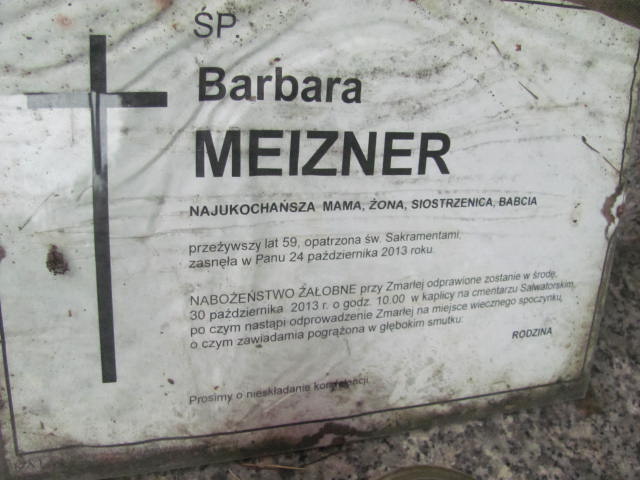 ŚP.
Barbara
MEIZNER
NAJUKOCHAŃSZA MAMA, ŻONA, SIOSTRZENICA, BABCIA
przeżywszy lat 59, opatrzona św. Sakramentami,
zasnęła w Panu 24 października 2013 roku.
NABOŻEŃSTWO ŻAŁOBNE przy Zmarłej odprawione zostanie w środę,
30 października 2013 r. o godz. 10.00 w kaplicy na cmentarzu Salwatorskim,
po czym nastąpi odprowadzenie Zmarłej na miejsce wiecznego spoczynku,
o czym zawiadamia pogrążona w głębokim smutku:
RODZINA
Prosimy o nieskładanie kondolencji.